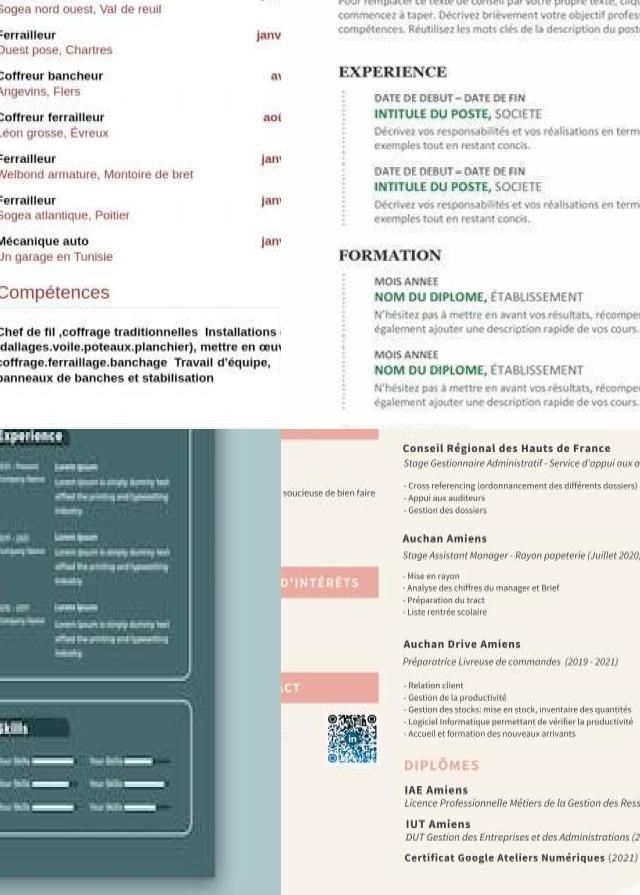 Sogea nord ouest, Val de reuil
Ferrailleur janv
Ouest pose, Chartres
Coffreur bancheur av
Angevins, Flers
Coffreur ferrailleur aoû
Léon grosse, Évreux
Ferrailleur janv
Welbond armature, Montoire de bret
Ferrailleur janv
Sogea atlantique, Poitier
Mécanique auto janv
Un garage en Tunisie
Compétences
Chef de fil ,coffrage traditionnelles Installations
dallages.voile.poteaux.planchier), mettre en œuv
coffrage.ferraillage.banchage Travail d'équipe,
panneaux de banches et stabilisation
Pour remplacer ce texte de conseil par votre propre texte, cliqu
commencez à taper. Décrivez brièvement votre objectif profess
compétences. Réutilisez les mots clés de la description du poste
EXPERIENCE
DATE DE DEBUT – DATE DE FIN
INTITULE DU POSTE, SOCIETE
Décrivez vos responsabilités et vos réalisations en term
exemples tout en restant concis.
DATE DE DEBUT – DATE DE FIN
INTITULE DU POSTE, SOCIETE
Décrivez vos responsabilités et vos réalisations en term
exemples tout en restant concis.
FORMATION
MOIS ANNEE
NOM DU DIPLOME, ÉTABLISSEMENT
N'hésitez pas à mettre en avant vos résultats, récompen
également ajouter une description rapide de vos cours.
MOIS ANNEE
NOM DU DIPLOME, ÉTABLISSEMENT
N'hésitez pas à mettre en avant vos résultats, récompen
également ajouter une description rapide de vos cours.
Experience
Present
Company Name
Lorem Ipsum
Lorem Ipsum is simply dummy text
offied the printing and typesetting
industry.
Company Name
Lorem Ipsum
Lorem Ipsum is simply dummy text
offied the printing and typesetting
industry.
Company Name
Lorem Ipsum
Lorem Ipsum is simply dummy text
offied the printing and typesetting
industry.
Skills
Your Skills Your Skills
Your Skills Your Skills
Your Skills Your Skills
soucieuse de bien faire
D'INTÉRÊTS
ACT
in
Conseil Régional des Hauts de France
Stage Gestionnaire Administratif - Service d'appui aux a
- Cross referencing (ordonnancement des différents dossiers)
- Appui aux auditeurs
- Gestion des dossiers
Auchan Amiens
Stage Assistant Manager - Rayon papeterie (Juillet 2020,
- Mise en rayon
- Analyse des chiffres du manager et Brief
- Préparation du tract
- Liste rentrée scolaire
Auchan Drive Amiens
Préparatrice Livreuse de commandes (2019 - 2021)
- Relation client
- Gestion de la productivité
- Gestion des stocks: mise en stock, inventaire des quantités
- Logiciel Informatique permettant de vérifier la productivité
- Accueil et formation des nouveaux arrivants
DIPLÔMES
IAE Amiens
Licence Professionnelle Métiers de la Gestion des Ress
IUT Amiens
DUT Gestion des Entreprises et des Administrations (2
Certificat Google Ateliers Numériques (2021)